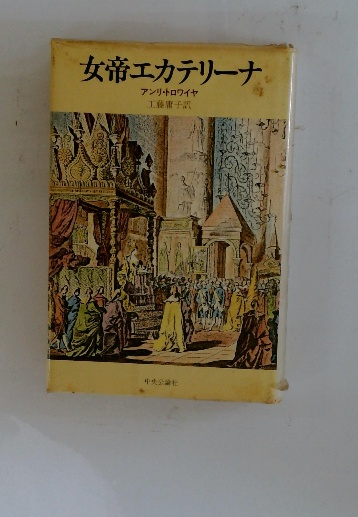 女帝エカテリーナ
アンリ・トロワイヤ
工藤庸子訳
中央公論社